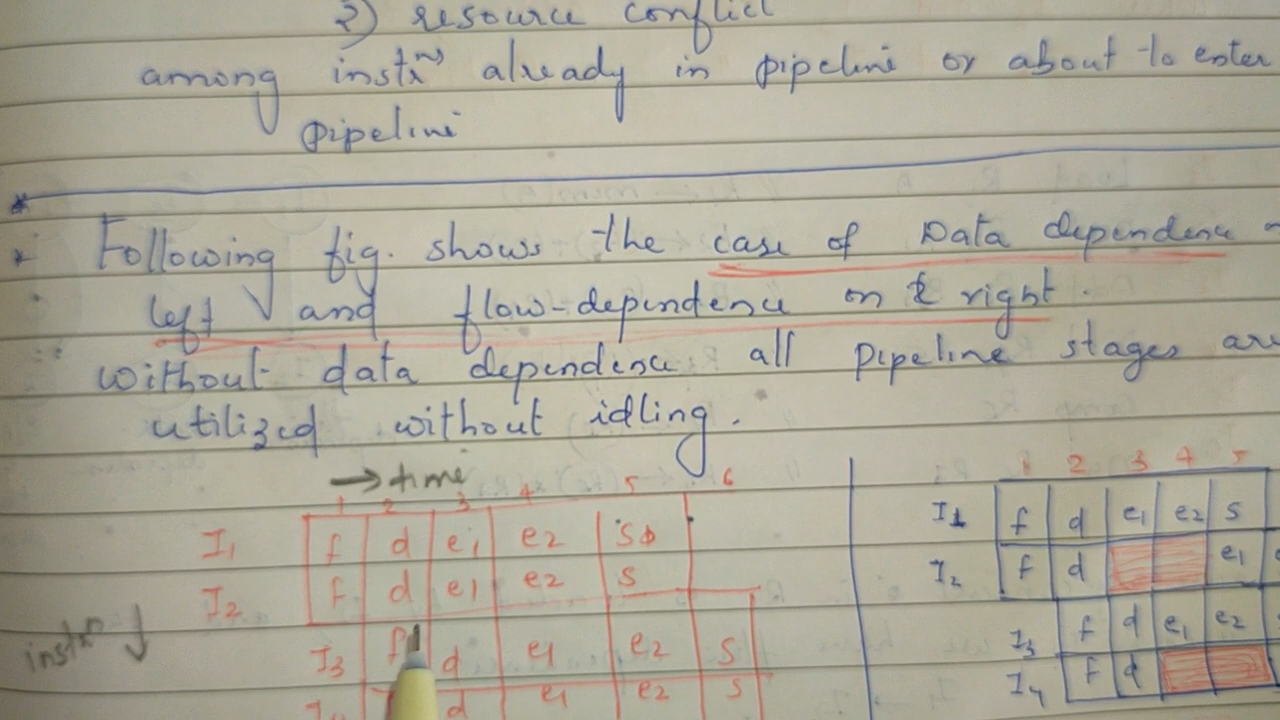 2) resource conflict
among instrⁿ already in pipeline or about to enter
pipeline
* Following fig. shows the case of Data dependence
left and flow-dependence on & right.
without data dependence all pipeline stages are
utilized without idling.
→ time
1 2 3 4 5 6
I1 f d e1 e2 s
I2 f d e1 e2 s
I3 f d e1 e2 s
d e1 e2 s
instrⁿ ↓
1 2 3 4 5
I1 f d e1 e2 s
I2 f d e1
I3 f d e1 e2
I4 f d